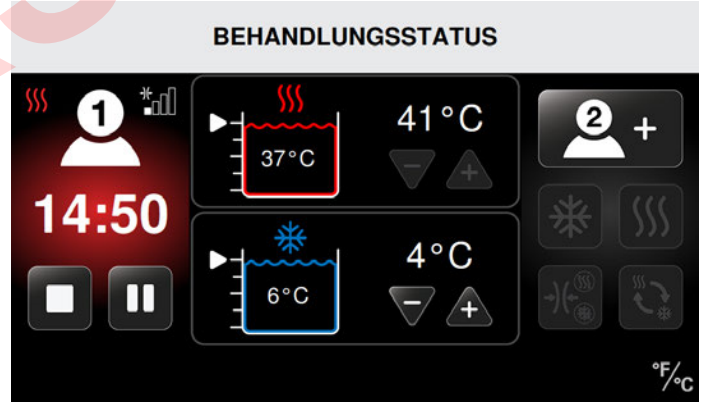 BEHANDLUNGSSTATUS
1
14:50
41°C
37°C
4°C
6°C
2 +
°F/°C